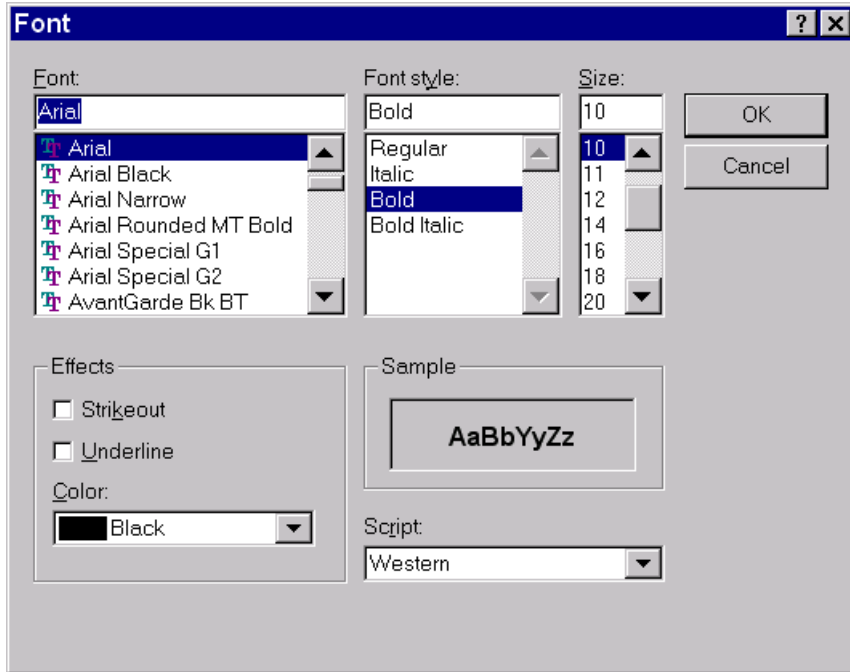 Font
Font:
Arial
Arial
Arial Black
Arial Narrow
Arial Rounded MT Bold
Arial Special G1
Arial Special G2
AvantGarde Bk BT
Font style:
Bold
Regular
Italic
Bold
Bold Italic
Size:
10
10
11
12
14
16
18
20
OK
Cancel
Effects
Strikeout
Underline
Color:
Black
Sample
AaBbYyZz
Script:
Western